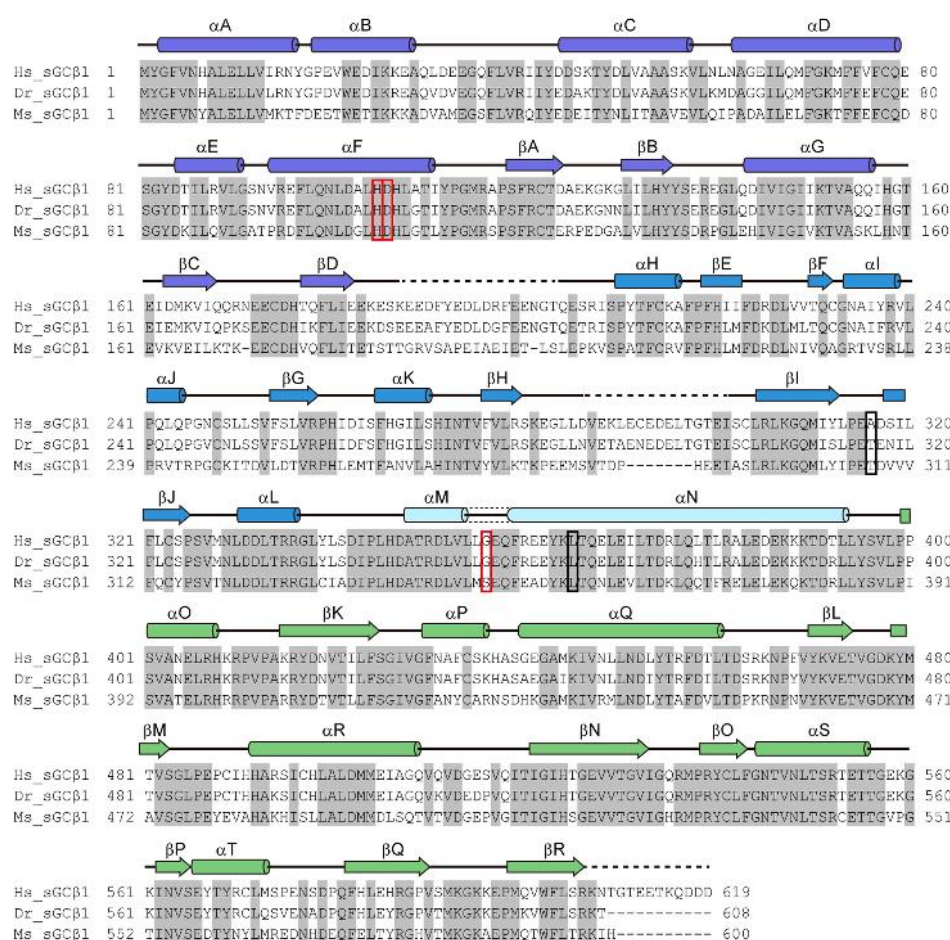 αA αB αC αD
Hs_sGCβ1 1 MYGFVNHALELLVIRNYGPEVWEDIKKEAQLDEEGQFLVRIIYDDSKTYDLVAAASKVLNLNAGEILQMFGKMFFVFCQE 80
Dr_sGCβ1 1 MYGFVNHALELLVLRNYGFDVWEDIKREAQVDVEGQFLVRIIYEDAKTYDLVAAASKVLKMDAGGILQMFGKMFFEFCQE 80
Ms_sGCβ1 1 MYGFVNYALELLVMKTFDEETWETIKKKADVAMEGSFLVRQIYEDEITYNLITAAVEVLQIPADAILELFGKTFFEFCQD 80
αE αF βA βB αG
Hs_sGCβ1 81 SGYDTILRVLGSNVREFLQNLDALHDHLATIYPGMRAPSFRCTDAEKGKGLILHYYSEREGLQDIVIGIIKTVAQQIHGT 160
Dr_sGCβ1 81 SGYDTILRVLGSNVREFLQNLDALHDHLGTIYPGMRAPSFRCTDAEKGNNLILHYYSEREGLQDIVIGIIKTVAQQIHGT 160
Ms_sGCβ1 81 SGYDKILQVLGATPRDFLQNLDGLHDHLGTLYPGMRSPSFRCTERPEDGALVLHYYSDRPGLEHIVIGIVKTVASKLHNT 160
βC βD αH βE βF αI
Hs_sGCβ1 161 EIDMKVIQQRNEECDHTQFLIEEKESKEEDFYEDLDRFEENGTQESRISPYTFCKAFPFHIIFDRDLVVTQCGNAIYRVL 240
Dr_sGCβ1 161 EIEMKVIQPKSEECDHIKFLIEEKDSEEEAFYEDLDGFEENGTQETRISPYTFCKAFPFHLMFDKDLMLTQCGNAIFRVL 240
Ms_sGCβ1 161 EVKVEILKTK-EECDHVQFLITETSTTGRVSAPEIAEIET-LSLEPKVSPATFCRVFPFHLMFDRDLNIVQAGRTVSRLL 238
αJ βG αK βH βI
Hs_sGCβ1 241 PQLQPGNCSLLSVFSLVRPHIDISFHGILSHINTVFVLRSKEGLLDVEKLECEDELTGTEISCLRLKGQMIYLPEADSIL 320
Dr_sGCβ1 241 PQLQPGVCNLSSVFSLVRPHIDFSFHGILSHINTVFVLRSKEGLLNVETAENEDELTGVEISCLRLKGQMISLPETENIL 320
Ms_sGCβ1 239 PRVTRPGCKITDVLDTVRPHLEMTFANVLAHINTVYVLKTKPEEMSVTDP-------HEEIASLRLKGQMLYIPETDVVV 311
βJ αL αM αN
Hs_sGCβ1 321 FLCSPSVMNLDDLTRRGLYLSDIPLHDATRDLVLLGEQFREEYKLTQELEILTDRLQLTLRALEDEKKKTDTLLYSVLPP 400
Dr_sGCβ1 321 FLCSPSVMNLDDLTRRGLYLSDIPLHDATRDLVLLGEQFREEYKLTQELEILTDRLQHTLRALEDEKKKTDRLLYSVLPP 400
Ms_sGCβ1 312 PQCYPSVTNLDDLTRRGLCIADIPLHDATRDLVLMSEQFEADYKLTQNLEVLTDKLQTFRELELEKQKTDRLLYSVLPI 391
αO βK αP αQ βL
Hs_sGCβ1 401 SVANELRHKRPVPAKRYDNVTILFSGIVGFNAFCSKHASGEGAMKIVNLLNDLYTRFDTLTDSRKNPFVYKVETVGDKYM 480
Dr_sGCβ1 401 SVANELRHKRPVPAKRYDNVTILFSGIVGFNAFCSKHASAEGAIKIVNLLNDIYTRFDILTDSRKNPYVYKVETVGDKYM 480
Ms_sGCβ1 392 SVATELRHRRPVPARRYDTVTLLFSGIVGFANYCARNSDHKGAMKIVRMLNDLYTAFDVLTDPKRNPNVYKVETVGDKYM 471
βM αR βN βO αS
Hs_sGCβ1 481 TVSGLPEPCIHHARSICHLALDMMEIAGQVQVDGESVQITIGIHTGEVVTGVIGQRMPRYCLFGNTVNLTSRTETTGEKG 560
Dr_sGCβ1 481 TVSGLPEPCTHHAKSICHLALDMMEIAGQVKVDEDPVQITIGIHTGEVVTGVIGQRMPRYCLFGNTVNLTSRTETTGEKG 560
Ms_sGCβ1 472 AVSGLPEYEVAHAKHISLLALDMMDLSQTVTVDGEPVGITIGIHSGEVVTGVIGHRMPRYCLFGNTVNLTSRCETTGVPG 551
βP αT βQ βR
Hs_sGCβ1 561 KINVSEYTYRCLMSPENSDPQFHLEHRGPVSMKGKKEPMQVWFLSRKNTGTEETKQDDD 619
Dr_sGCβ1 561 KINVSEYTYRCLQSVENADPQFHLEYRGPVTMKGKKEPMKVWFLSRKT----------- 608
Ms_sGCβ1 552 TINVSEDTYNYLMREDNHDEQFELTYRGHVTMKGKAEPMQTWFLTRKIH---------- 600